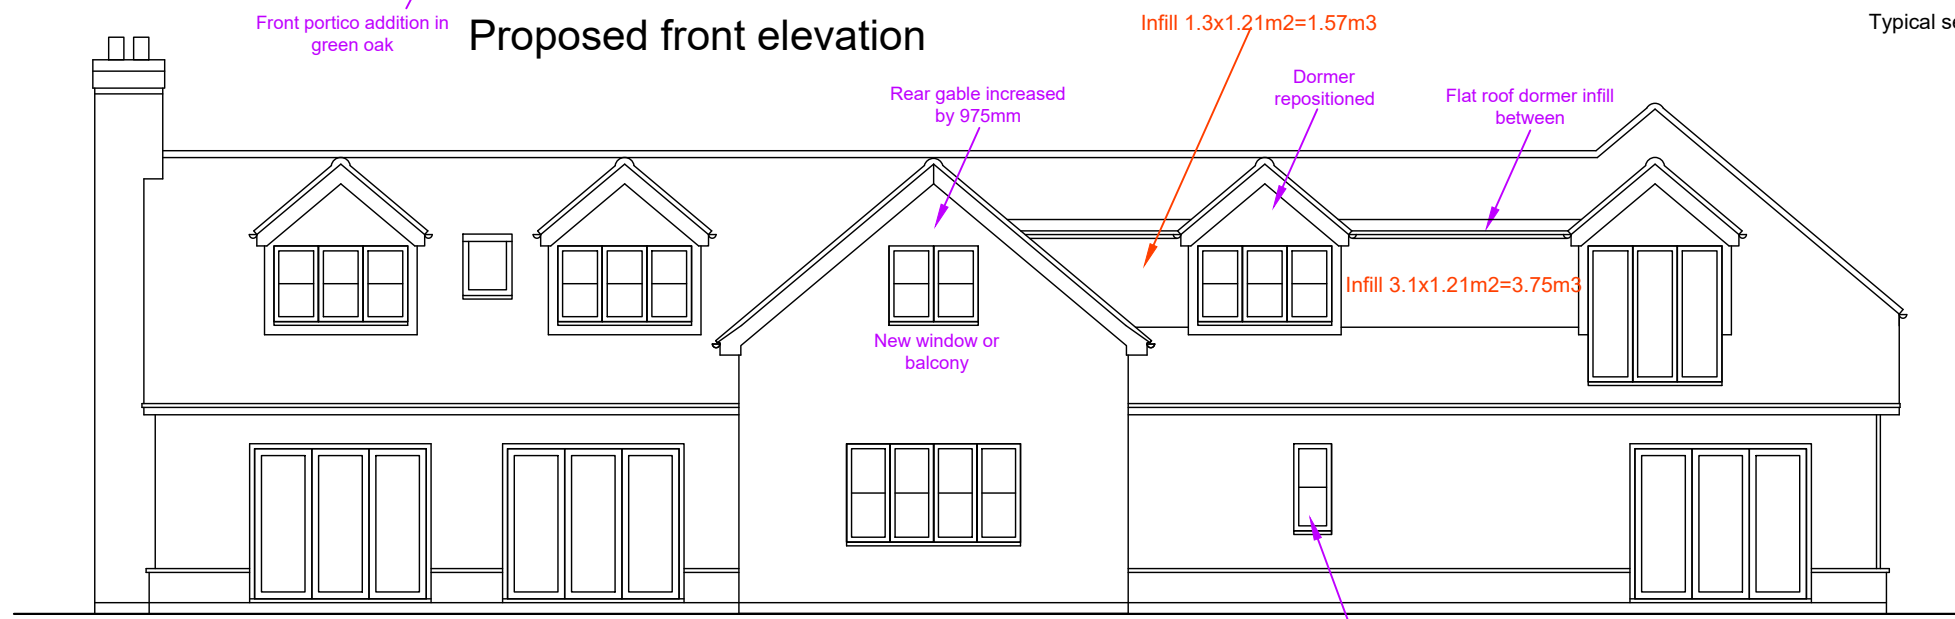 Front portico addition in
green oak
Proposed front elevation
Infill 1.3x1.21m2=1.57m3
Typical se
Rear gable increased
by 975mm
Dormer
repositioned
Flat roof dormer infill
between
Infill 3.1x1.21m2=3.75m3
New window or
balcony